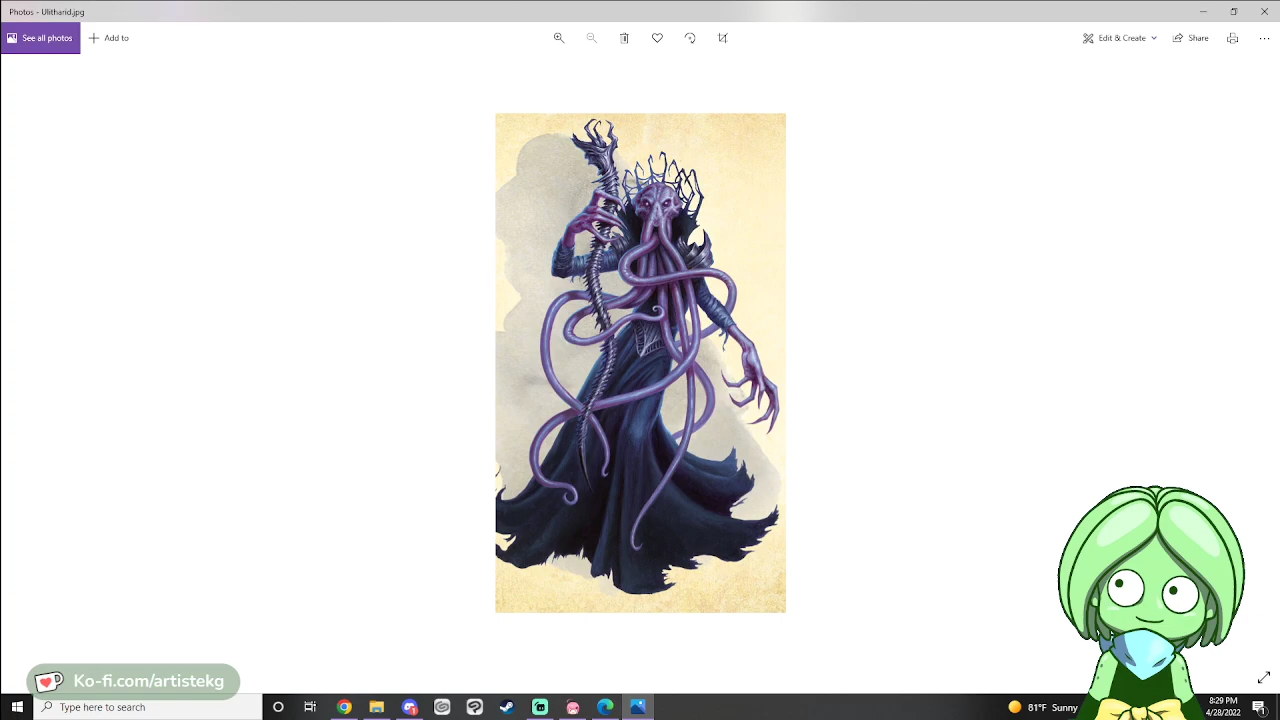 Photos - Ulitharid.jpg
See all photos
Add to
Edit & Create
Share
Ko-fi.com/artistekg
Type here to search
81°F Sunny
8:29 PM
4/28/2022